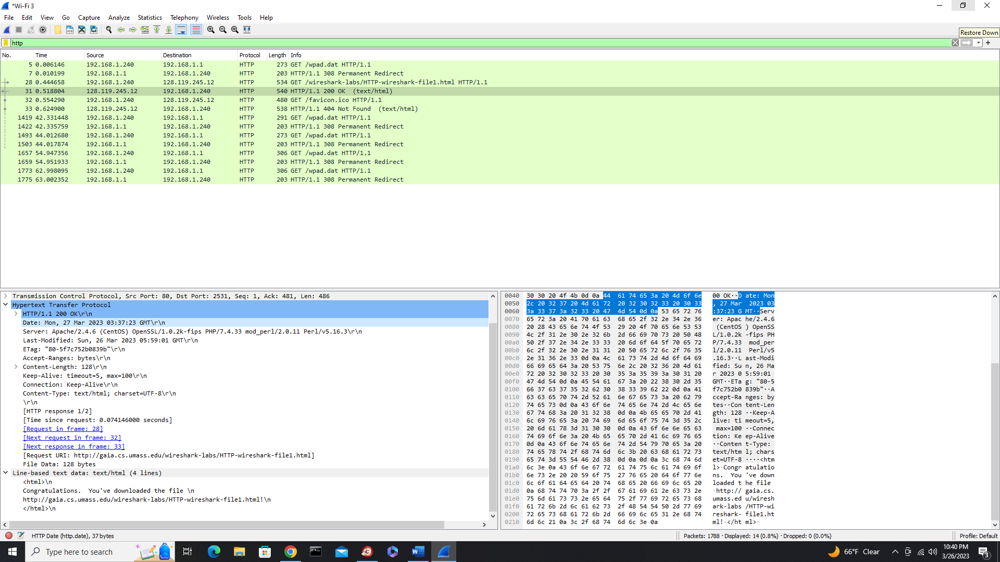 *Wi-Fi 3
File Edit View Go Capture Analyze Statistics Telephony Wireless Tools Help
Restore Down
http
No. Time Source Destination Protocol Length Info
5 0.006146 192.168.1.240 192.168.1.1 HTTP 273 GET /wpad.dat HTTP/1.1
7 0.010199 192.168.1.1 192.168.1.240 HTTP 203 HTTP/1.1 308 Permanent Redirect
28 0.444658 192.168.1.240 128.119.245.12 HTTP 534 GET /wireshark-labs/HTTP-wireshark-file1.html HTTP/1.1
31 0.518804 128.119.245.12 192.168.1.240 HTTP 540 HTTP/1.1 200 OK (text/html)
32 0.554290 192.168.1.240 128.119.245.12 HTTP 480 GET /favicon.ico HTTP/1.1
33 0.624900 128.119.245.12 192.168.1.240 HTTP 538 HTTP/1.1 404 Not Found (text/html)
1419 42.331448 192.168.1.240 192.168.1.1 HTTP 291 GET /wpad.dat HTTP/1.1
1422 42.335759 192.168.1.1 192.168.1.240 HTTP 203 HTTP/1.1 308 Permanent Redirect
1493 44.012680 192.168.1.240 192.168.1.1 HTTP 273 GET /wpad.dat HTTP/1.1
1503 44.017874 192.168.1.1 192.168.1.240 HTTP 203 HTTP/1.1 308 Permanent Redirect
1657 54.947356 192.168.1.240 192.168.1.1 HTTP 306 GET /wpad.dat HTTP/1.1
1659 54.951933 192.168.1.1 192.168.1.240 HTTP 203 HTTP/1.1 308 Permanent Redirect
1773 62.998095 192.168.1.240 192.168.1.1 HTTP 306 GET /wpad.dat HTTP/1.1
1775 63.002352 192.168.1.1 192.168.1.240 HTTP 203 HTTP/1.1 308 Permanent Redirect
Transmission Control Protocol, Src Port: 80, Dst Port: 2531, Seq: 1, Ack: 481, Len: 486
Hypertext Transfer Protocol
HTTP/1.1 200 OK\r\n
Date: Mon, 27 Mar 2023 03:37:23 GMT\r\n
Server: Apache/2.4.6 (CentOS) OpenSSL/1.0.2k-fips PHP/7.4.33 mod_perl/2.0.11 Perl/v5.16.3\r\n
Last-Modified: Sun, 26 Mar 2023 05:59:01 GMT\r\n
ETag: "80-5f7c752b0839b"\r\n
Accept-Ranges: bytes\r\n
Content-Length: 128\r\n
Keep-Alive: timeout=5, max=100\r\n
Connection: Keep-Alive\r\n
Content-Type: text/html; charset=UTF-8\r\n
\r\n
[HTTP response 1/2]
[Time since request: 0.074146000 seconds]
[Request in frame: 28]
[Next request in frame: 32]
[Next response in frame: 33]
[Request URI: http://gaia.cs.umass.edu/wireshark-labs/HTTP-wireshark-file1.html]
File Data: 128 bytes
Line-based text data: text/html (4 lines)
<html>\n
Congratulations.  You've downloaded the file \n
http://gaia.cs.umass.edu/wireshark-labs/HTTP-wireshark-file1.html!\n
</html>\n
0040 30 30 20 4f 4b 0d 0a 44 61 74 65 3a 20 4d 6f 6e 00 OK··D ate: Mon
0050 2c 20 32 37 20 4d 61 72 20 32 30 32 33 20 30 33 , 27 Mar 2023 03
0060 3a 33 37 3a 32 33 20 47 4d 54 0d 0a 53 65 72 76 :37:23 G MT··Serv
0070 65 72 3a 20 41 70 61 63 68 65 2f 32 2e 34 2e 36 er: Apac he/2.4.6
0080 20 28 43 65 6e 74 4f 53 29 20 4f 70 65 6e 53 53 (CentOS ) OpenSS
0090 4c 2f 31 2e 30 2e 32 6b 2d 66 69 70 73 20 50 48 L/1.0.2k -fips PH
00a0 50 2f 37 2e 34 2e 33 33 20 6d 6f 64 5f 70 65 72 P/7.4.33 mod_per
00b0 6c 2f 32 2e 30 2e 31 31 20 50 65 72 6c 2f 76 35 l/2.0.11 Perl/v5
00c0 2e 31 36 2e 33 0d 0a 4c 61 73 74 2d 4d 6f 64 69 .16.3··L ast-Modi
00d0 66 69 65 64 3a 20 53 75 6e 2c 20 32 36 20 4d 61 fied: Su n, 26 Ma
00e0 72 20 32 30 32 33 20 30 35 3a 35 39 3a 30 31 20 r 2023 0 5:59:01
00f0 47 4d 54 0d 0a 45 54 61 67 3a 20 22 38 30 2d 35 GMT··ETa g: "80-5
0100 66 37 63 37 35 32 62 30 38 33 39 62 22 0d 0a 41 f7c752b0 839b"··A
0110 63 63 65 70 74 2d 52 61 6e 67 65 73 3a 20 62 79 ccept-Ra nges: by
0120 74 65 73 0d 0a 43 6f 6e 74 65 6e 74 2d 4c 65 6e tes··Con tent-Len
0130 67 74 68 3a 20 31 32 38 0d 0a 4b 65 65 70 2d 41 gth: 128 ··Keep-A
0140 6c 69 76 65 3a 20 74 69 6d 65 6f 75 74 3d 35 2c live: ti meout=5,
0150 20 6d 61 78 3d 31 30 30 0d 0a 43 6f 6e 6e 65 63 max=100 ··Connec
0160 74 69 6f 6e 3a 20 4b 65 65 70 2d 41 6c 69 76 65 tion: Ke ep-Alive
0170 0d 0a 43 6f 6e 74 65 6e 74 2d 54 79 70 65 3a 20 ··Conten t-Type:
0180 74 65 78 74 2f 68 74 6d 6c 3b 20 63 68 61 72 73 text/htm l; chars
0190 65 74 3d 55 54 46 2d 38 0d 0a 0d 0a 3c 68 74 6d et=UTF-8 ····<htm
01a0 6c 3e 0a 43 6f 6e 67 72 61 74 75 6c 61 74 69 6f l>·Congr atulatio
01b0 6e 73 2e 20 20 59 6f 75 27 76 65 20 64 6f 77 6e ns.  You 've down
01c0 6c 6f 61 64 65 64 20 74 68 65 20 66 69 6c 65 20 loaded t he file
01d0 0a 68 74 74 70 3a 2f 2f 67 61 69 61 2e 63 73 2e ·http:// gaia.cs.
01e0 75 6d 61 73 73 2e 65 64 75 2f 77 69 72 65 73 68 umass.ed u/wiresh
01f0 61 72 6b 2d 6c 61 62 73 2f 48 54 54 50 2d 77 69 ark-labs /HTTP-wi
0200 72 65 73 68 61 72 6b 2d 66 69 6c 65 31 2e 68 74 reshark- file1.ht
0210 6d 6c 21 0a 3c 2f 68 74 6d 6c 3e 0a ml!·</ht ml>·
HTTP Date (http.date), 37 bytes
Packets: 1788 · Displayed: 14 (0.8%) · Dropped: 0 (0.0%)
Profile: Default
Type here to search
66°F Clear
10:40 PM
3/26/2023
3